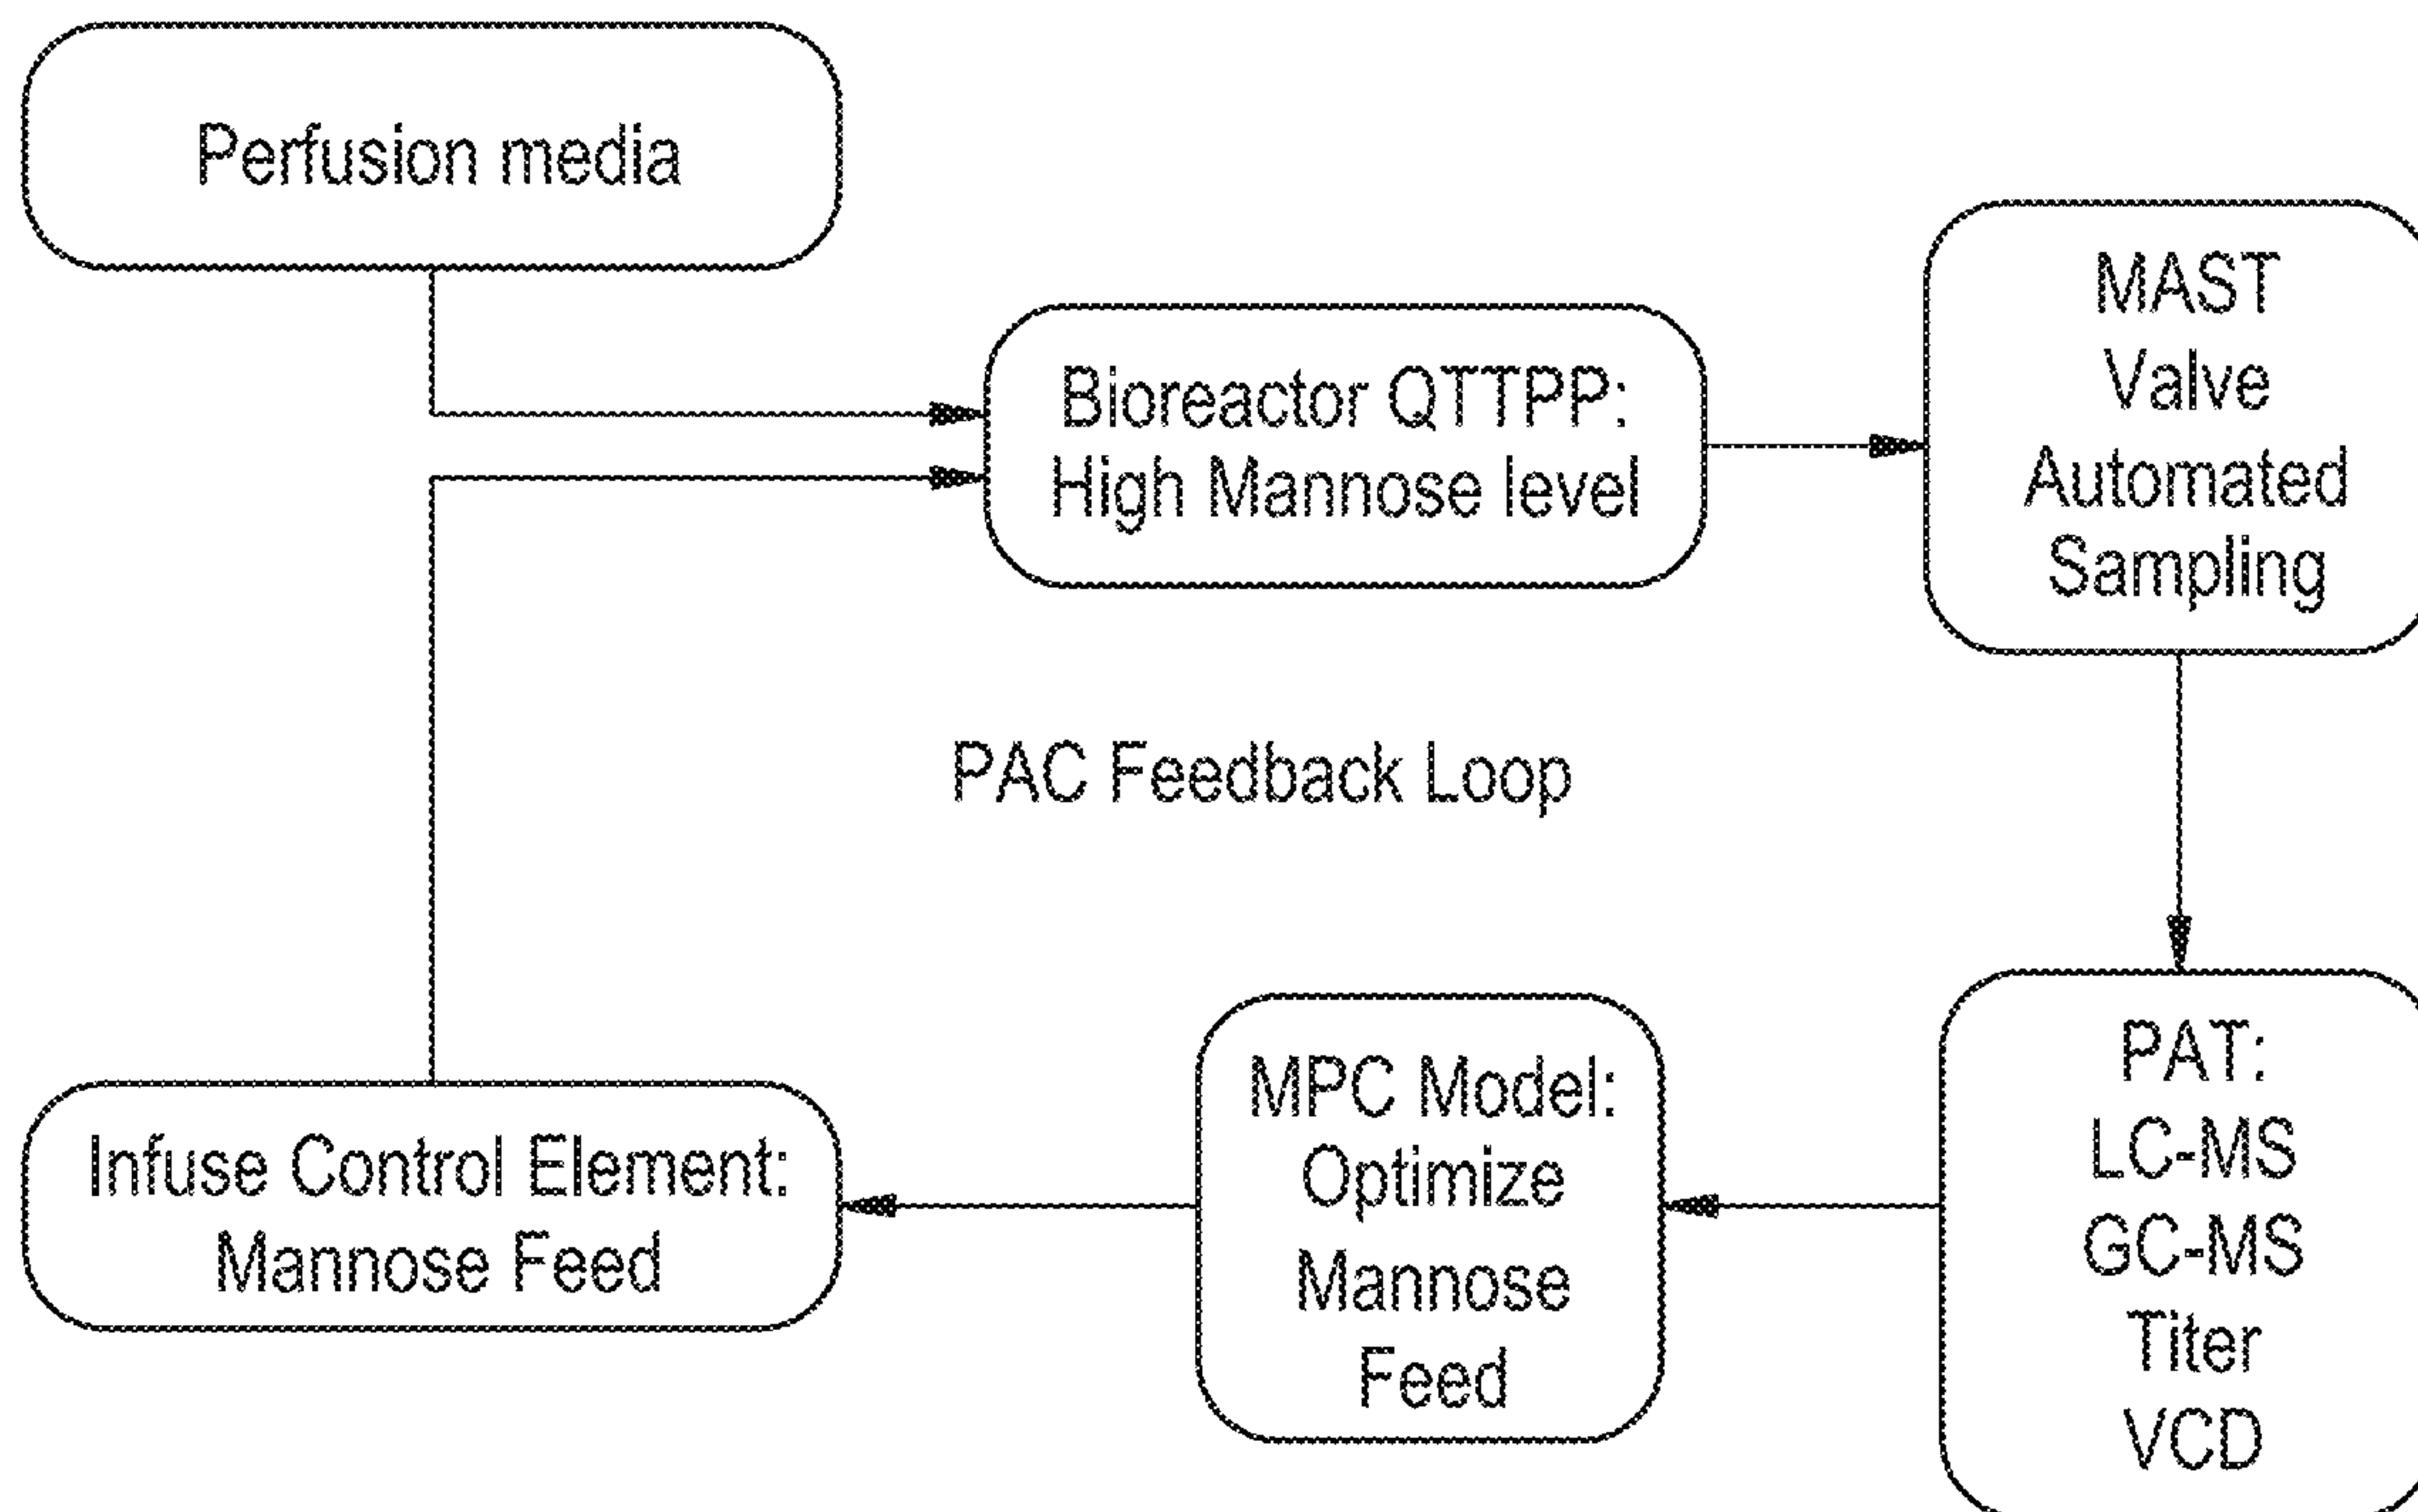 Perfusion media
Bioreactor QTTPP:
High Mannose level
MAST
Valve
Automated
Sampling
PAC Feedback Loop
PAT:
LC-MS
GC-MS
Titer
VCD
MPC Model:
Optimize
Mannose
Feed
Infuse Control Element:
Mannose Feed